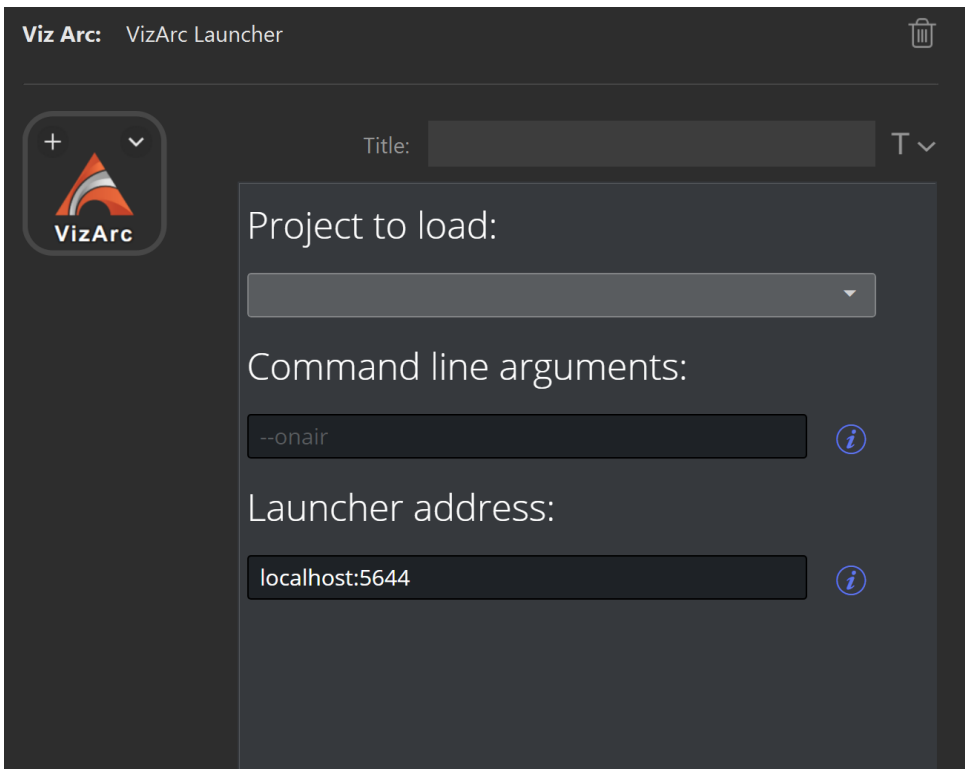 Viz Arc: VizArc Launcher
VizArc
Title:
T
Project to load:
Command line arguments:
--onair
Launcher address:
localhost:5644